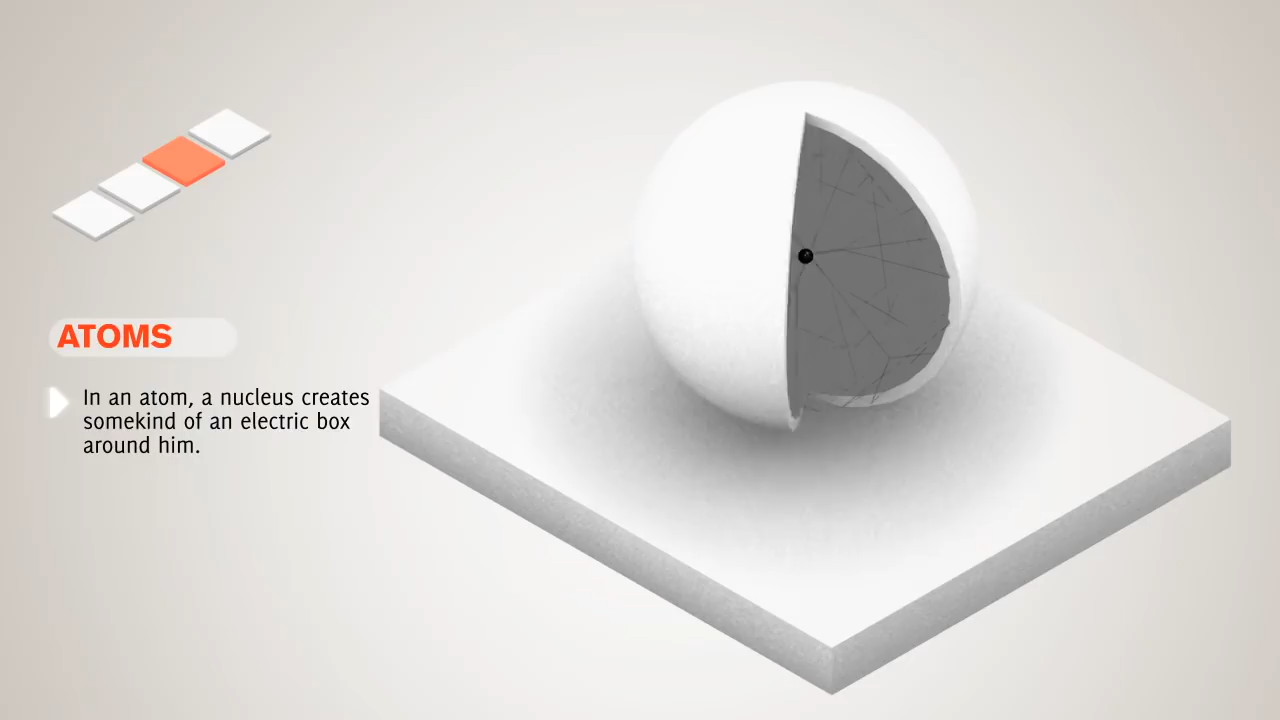 ATOMS
In an atom, a nucleus creates
somekind of an electric box
around him.